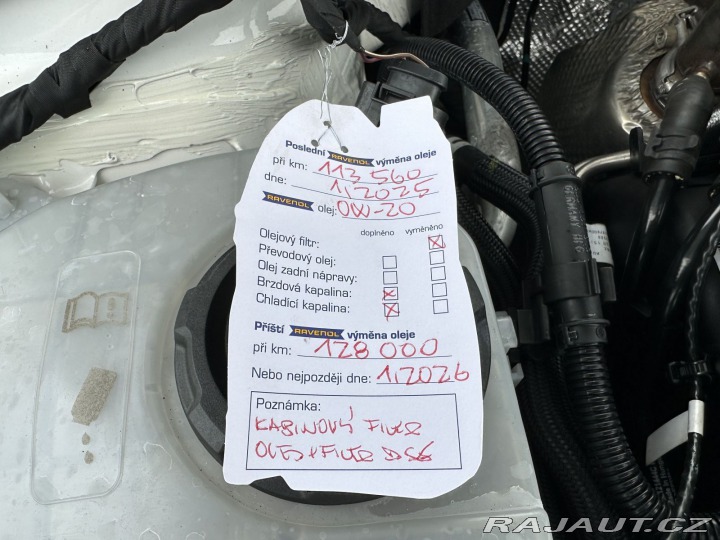 Poslední RAVENOL výměna oleje
při km: 113 560
dne: 1/2025
RAVENOL olej: 0W-20
doplněno vyměněno
Olejový filtr: x
Převodový olej:
Olej zadní nápravy:
Brzdová kapalina: x
Chladící kapalina: x
Příští RAVENOL výměna oleje
při km: 128 000
Nebo nejpozději dne: 1/2026
Poznámka:
KABINOVÝ FILTR
OLEJ + FILTR DSG
GERMANY
RAJAUT.CZ